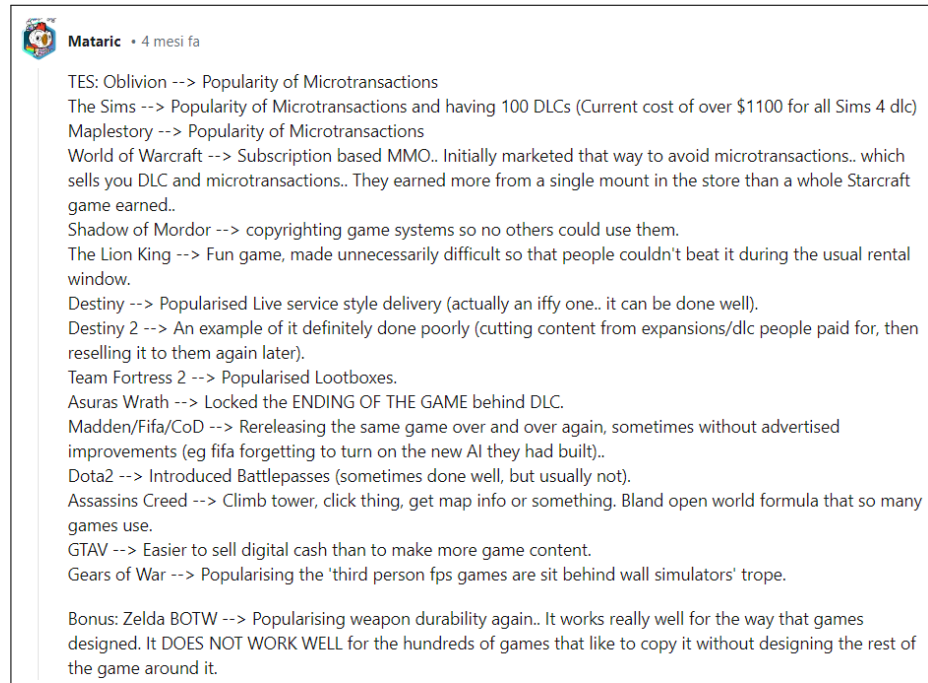 Mataric • 4 mesi fa
TES: Oblivion --> Popularity of Microtransactions
The Sims --> Popularity of Microtransactions and having 100 DLCs (Current cost of over $1100 for all Sims 4 dlc)
Maplestory --> Popularity of Microtransactions
World of Warcraft --> Subscription based MMO.. Initially marketed that way to avoid microtransactions.. which
sells you DLC and microtransactions.. They earned more from a single mount in the store than a whole Starcraft
game earned..
Shadow of Mordor --> copyrighting game systems so no others could use them.
The Lion King --> Fun game, made unnecessarily difficult so that people couldn't beat it during the usual rental
window.
Destiny --> Popularised Live service style delivery (actually an iffy one.. it can be done well).
Destiny 2 --> An example of it definitely done poorly (cutting content from expansions/dlc people paid for, then
reselling it to them again later).
Team Fortress 2 --> Popularised Lootboxes.
Asuras Wrath --> Locked the ENDING OF THE GAME behind DLC.
Madden/Fifa/CoD --> Rereleasing the same game over and over again, sometimes without advertised
improvements (eg fifa forgetting to turn on the new AI they had built)..
Dota2 --> Introduced Battlepasses (sometimes done well, but usually not).
Assassins Creed --> Climb tower, click thing, get map info or something. Bland open world formula that so many
games use.
GTAV --> Easier to sell digital cash than to make more game content.
Gears of War --> Popularising the 'third person fps games are sit behind wall simulators' trope.
Bonus: Zelda BOTW --> Popularising weapon durability again.. It works really well for the way that games
designed. It DOES NOT WORK WELL for the hundreds of games that like to copy it without designing the rest of
the game around it.